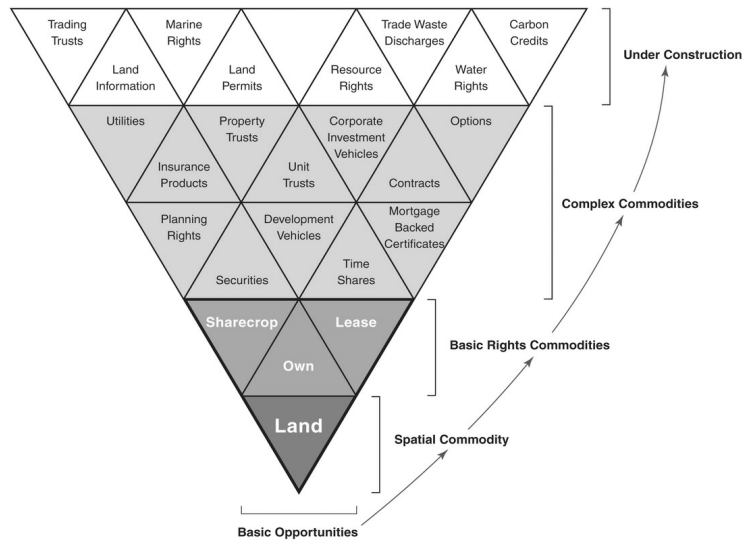 Trading
Trusts
Marine
Rights
Trade Waste
Discharges
Carbon
Credits
Under Construction
Land
Information
Land
Permits
Resource
Rights
Water
Rights
Utilities
Property
Trusts
Corporate
Investment
Vehicles
Options
Insurance
Products
Unit
Trusts
Contracts
Complex Commodities
Planning
Rights
Development
Vehicles
Mortgage
Backed
Certificates
Securities
Time
Shares
Sharecrop
Lease
Basic Rights Commodities
Own
Land
Spatial Commodity
Basic Opportunities